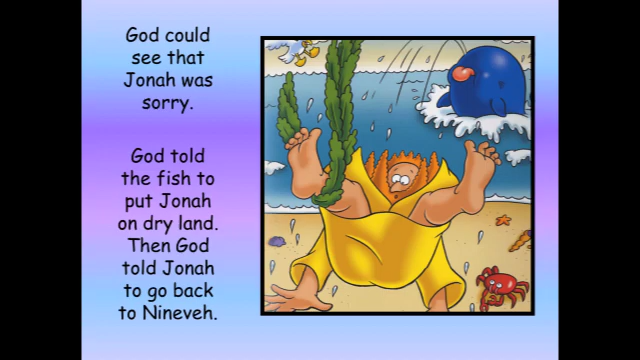 God could
see that
Jonah was
sorry.
God told
the fish to
put Jonah
on dry land.
Then God
told Jonah
to go back
to Nineveh.